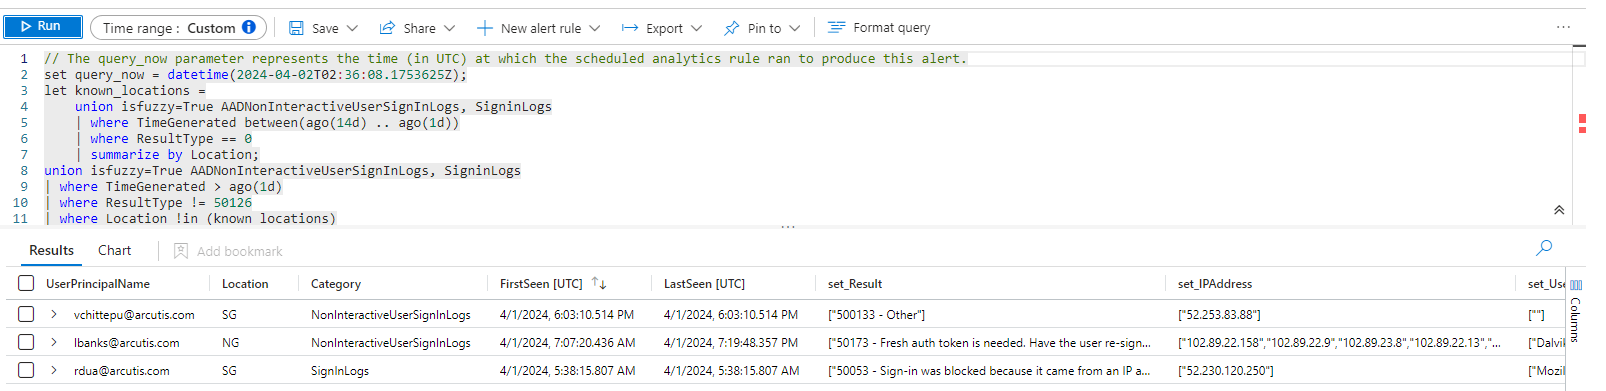 Run Time range : Custom Save Share New alert rule Export Pin to Format query ...
1 // The query_now parameter represents the time (in UTC) at which the scheduled analytics rule ran to produce this alert.
2 set query_now = datetime(2024-04-02T02:36:08.1753625Z);
3 let known_locations =
4 union isfuzzy=True AADNonInteractiveUserSignInLogs, SigninLogs
5 | where TimeGenerated between(ago(14d) .. ago(1d))
6 | where ResultType == 0
7 | summarize by Location;
8 union isfuzzy=True AADNonInteractiveUserSignInLogs, SigninLogs
9 | where TimeGenerated > ago(1d)
10 | where ResultType != 50126
11 | where Location !in (known locations)
Results Chart Add bookmark
UserPrincipalName Location Category FirstSeen [UTC] LastSeen [UTC] set_Result set_IPAddress set_Use
vchittepu@arcutis.com SG NonInteractiveUserSignInLogs 4/1/2024, 6:03:10.514 PM 4/1/2024, 6:03:10.514 PM ["500133 - Other"] ["52.253.83.88"] [""]
lbanks@arcutis.com NG NonInteractiveUserSignInLogs 4/1/2024, 7:07:20.436 AM 4/1/2024, 7:19:48.357 PM ["50173 - Fresh auth token is needed. Have the user re-sign... ["102.89.22.158","102.89.22.9","102.89.23.8","102.89.22.13","... ["Dalvik
rdua@arcutis.com SG SignInLogs 4/1/2024, 5:38:15.807 AM 4/1/2024, 5:38:15.807 AM ["50053 - Sign-in was blocked because it came from an IP a... ["52.230.120.250"] ["Mozil
Columns